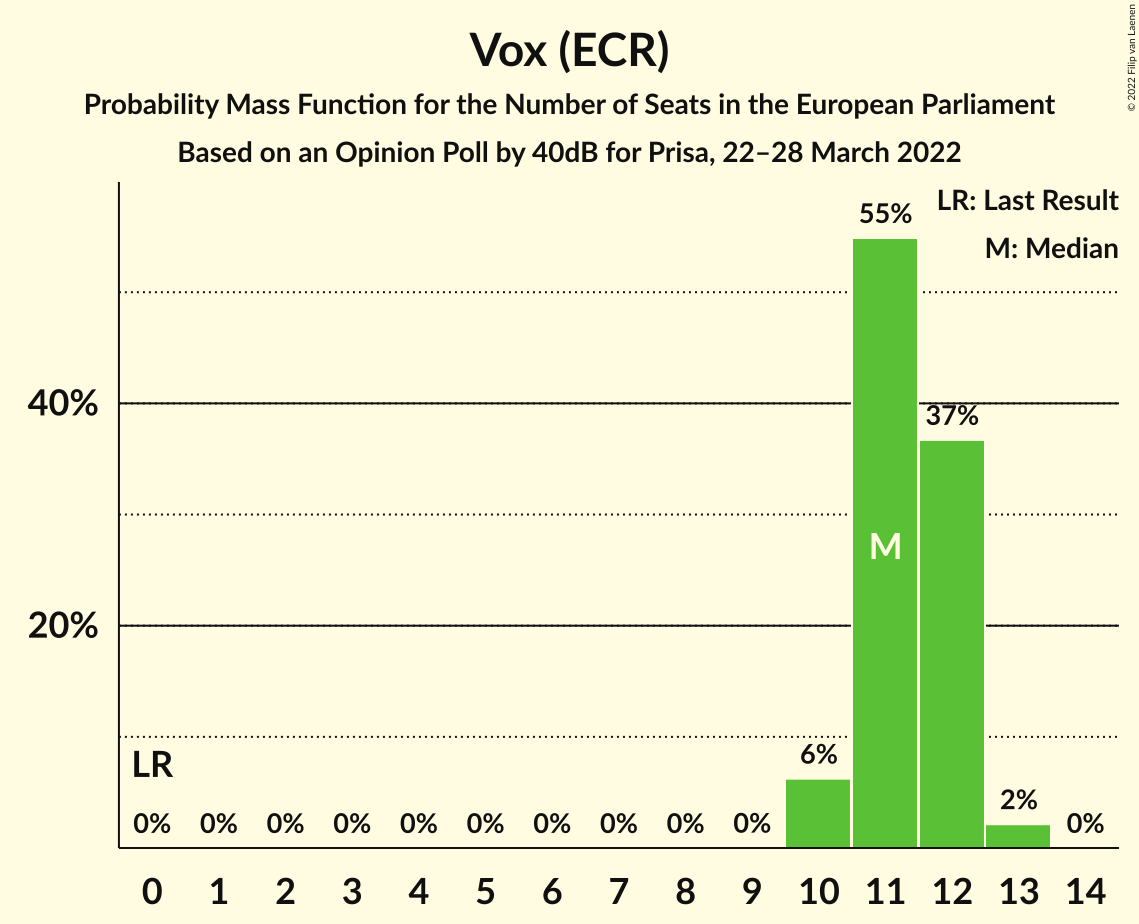 Vox (ECR)
Probability Mass Function for the Number of Seats in the European Parliament
Based on an Opinion Poll by 40dB for Prisa, 22–28 March 2022
© 2022 Filip van Laenen
LR: Last Result
M: Median
55%
40%
37%
M
20%
LR
6%
2%
0% 0% 0% 0% 0% 0% 0% 0% 0% 0% 0%
0 1 2 3 4 5 6 7 8 9 10 11 12 13 14